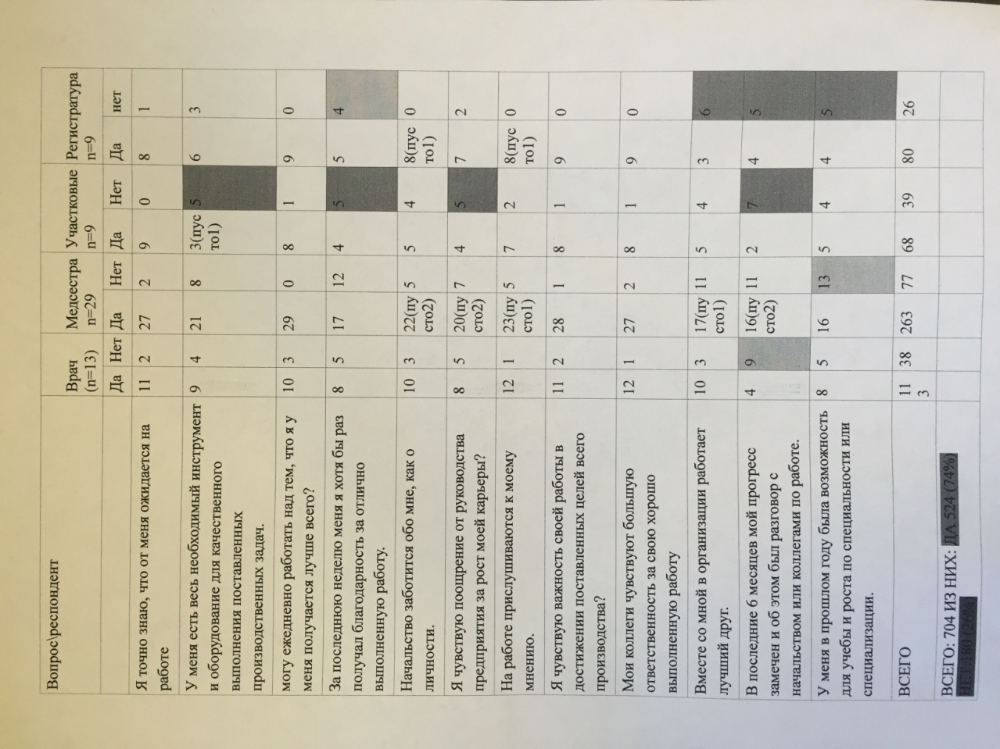 Вопрос\респондент Врач (n=13) Медсестра n=29 Участковые n=9 Регистратура n=9
Да Нет Да Нет Да Нет Да нет
Я точно знаю, что от меня ожидается на 11 2 27 2 9 0 8 1
работе
У меня есть весь необходимый инструмент 9 4 21 8 3(пус 5 6 3
и оборудование для качественного то1)
выполнения поставленных
производственных задач.
могу ежедневно работать над тем, что я у 10 3 29 0 8 1 9 0
меня получается лучше всего?
За последнюю неделю меня я хотя бы раз 8 5 17 12 4 5 5 4
получал благодарность за отлично
выполненную работу.
Начальство заботится обо мне, как о 10 3 22(пу 5 5 4 8(пус 0
личности. сто2) то1)
Я чувствую поощрение от руководства 8 5 20(пу 7 4 5 7 2
предприятия за рост моей карьеры? сто2)
На работе прислушиваются к моему 12 1 23(пу 5 7 2 8(пус 0
мнению. сто1) то1)
Я чувствую важность своей работы в 11 2 28 1 8 1 9 0
достижении поставленных целей всего
производства?
Мои коллеги чувствуют большую 12 1 27 2 8 1 9 0
ответственность за свою хорошо
выполненную работу
Вместе со мной в организации работает 10 3 17(пу 11 5 4 3 6
лучший друг. сто1)
В последние 6 месяцев мой прогресс 4 9 16(пу 11 2 7 4 5
замечен и об этом был разговор с сто2)
начальством или коллегами по работе.
У меня в прошлом году была возможность 8 5 16 13 5 4 4 5
для учебы и роста по специальности или
специализации.
ВСЕГО 11 38 263 77 68 39 80 26
3
ВСЕГО: 704 ИЗ НИХ: ДА 524 (74%)
НЕТ 180 (26%)